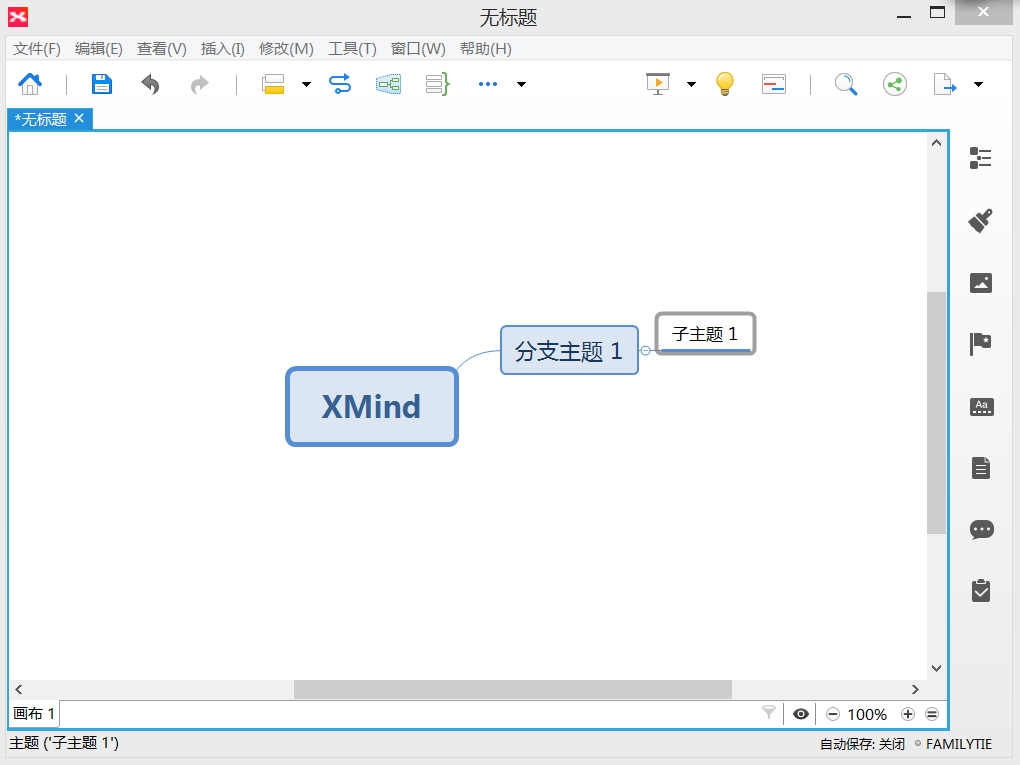 无标题
文件(F) 编辑(E) 查看(V) 插入(I) 修改(M) 工具(T) 窗口(W) 帮助(H)
*无标题
子主题 1
分支主题 1
XMind
Aa
画布 1
100%
主题 ('子主题 1')
自动保存: 关闭
FAMILYTIE